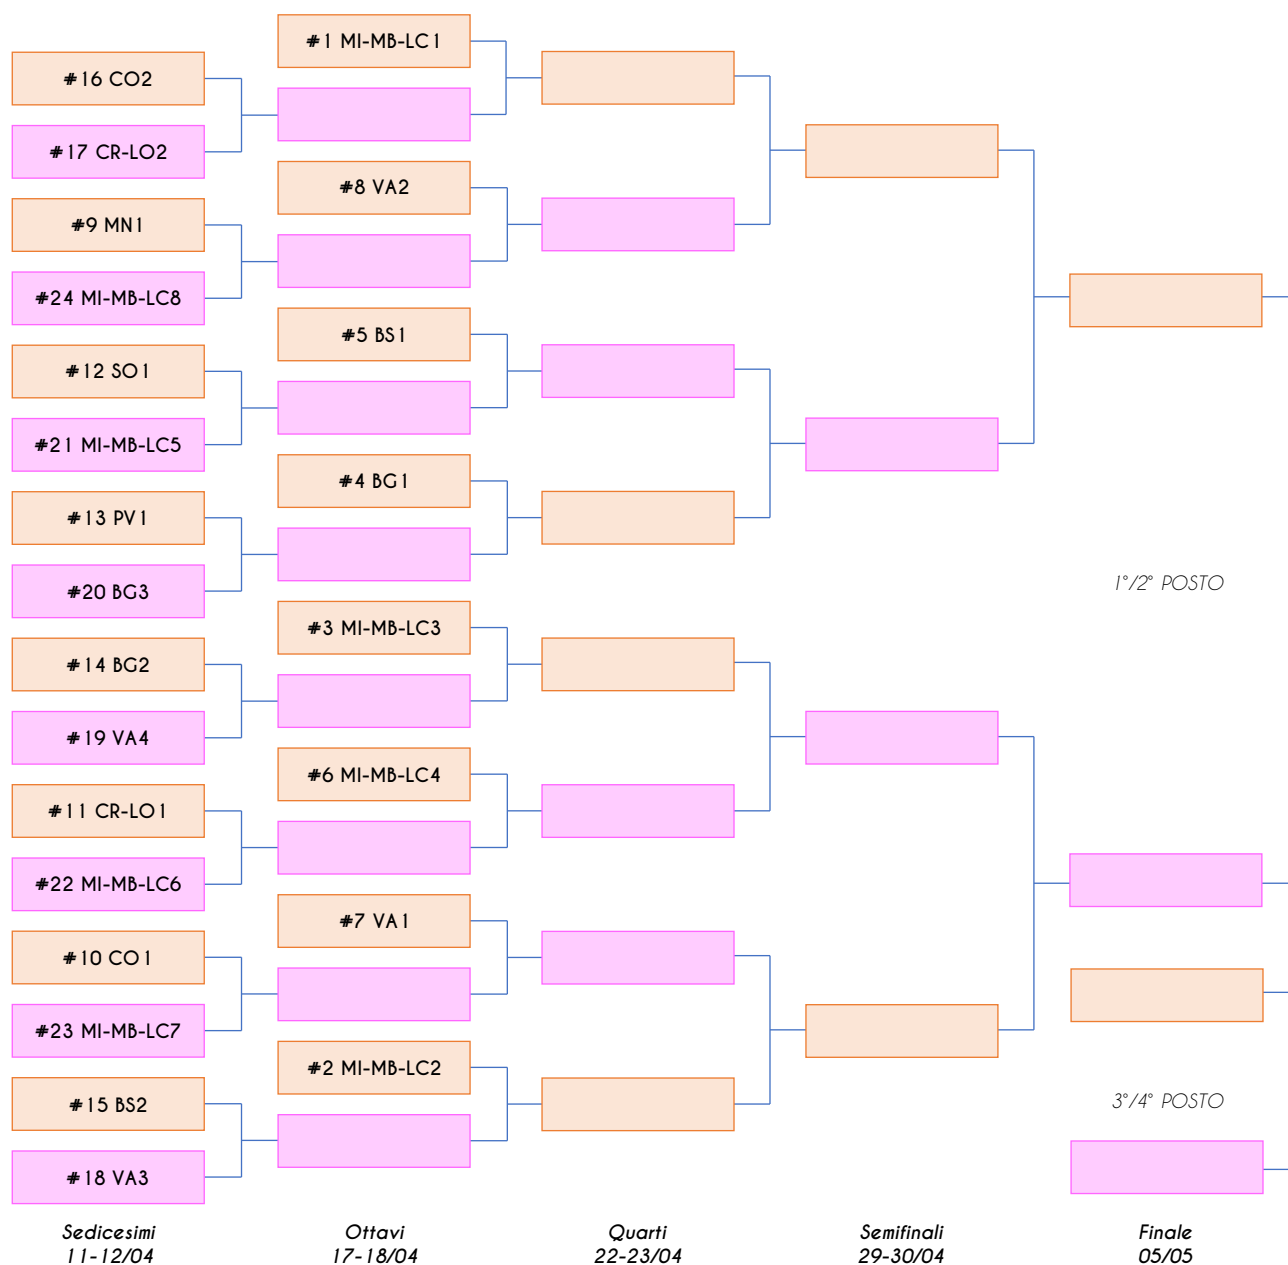 #16 CO2
#17 CR-LO2
#9 MN1
#24 MI-MB-LC8
#12 SO1
#21 MI-MB-LC5
#13 PV1
#20 BG3
#14 BG2
#19 VA4
#11 CR-LO1
#22 MI-MB-LC6
#10 CO1
#23 MI-MB-LC7
#15 BS2
#18 VA3
Sedicesimi
11-12/04
#1 MI-MB-LC1
#8 VA2
#5 BS1
#4 BG1
#3 MI-MB-LC3
#6 MI-MB-LC4
#7 VA1
#2 MI-MB-LC2
Ottavi
17-18/04
Quarti
22-23/04
Semifinali
29-30/04
1°/2° POSTO
3°/4° POSTO
Finale
05/05